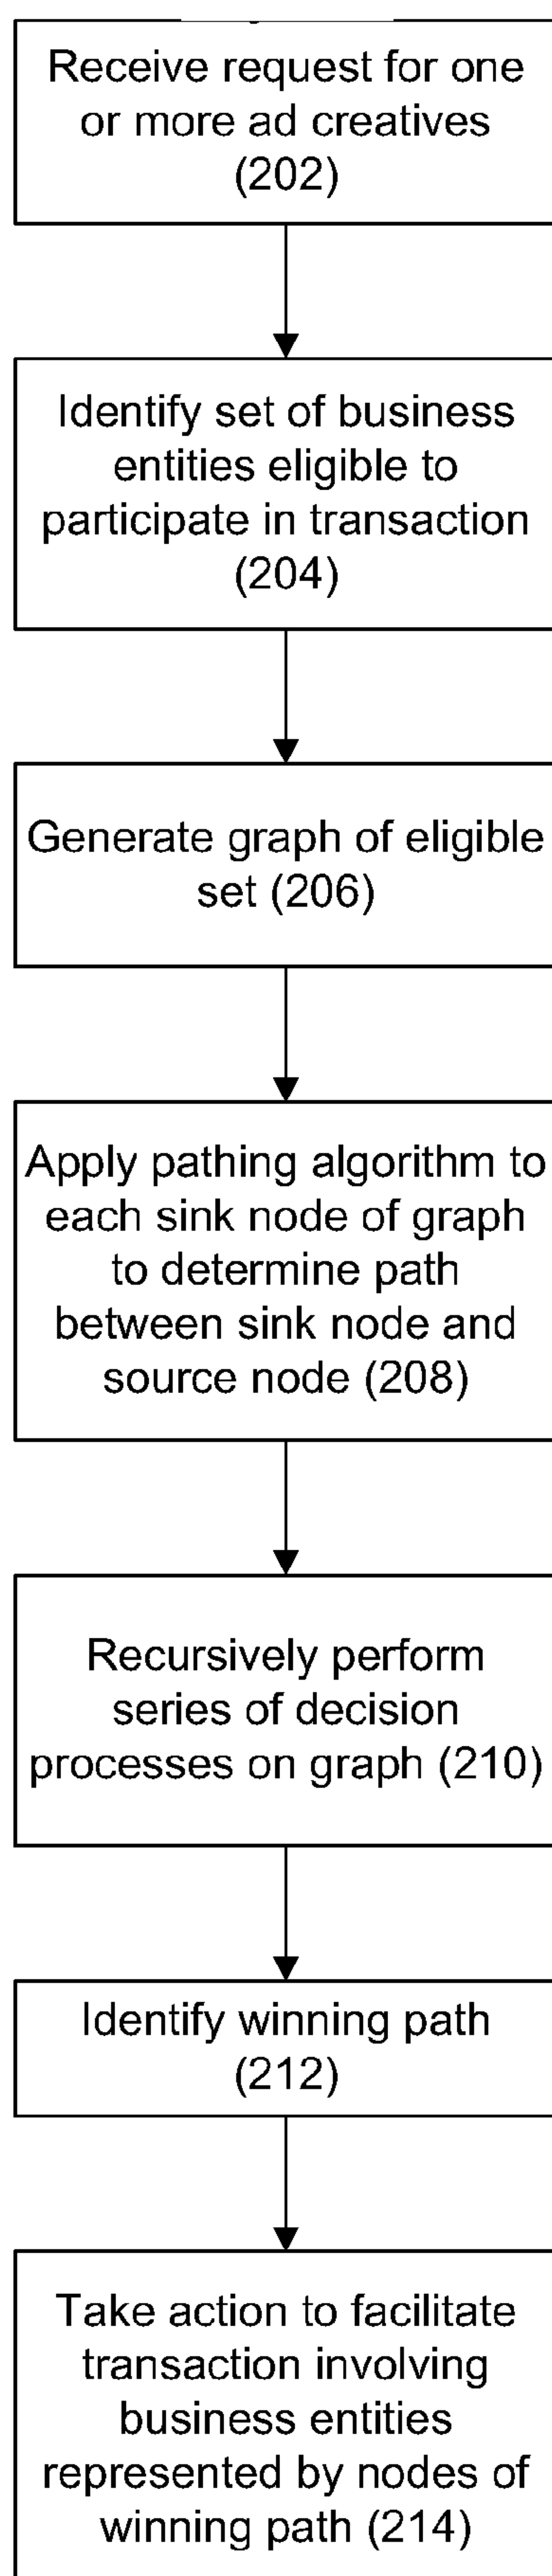 Receive request for one
or more ad creatives
(202)
Identify set of business
entities eligible to
participate in transaction
(204)
Generate graph of eligible
set (206)
Apply pathing algorithm to
each sink node of graph
to determine path
between sink node and
source node (208)
Recursively perform
series of decision
processes on graph (210)
Identify winning path
(212)
Take action to facilitate
transaction involving
business entities
represented by nodes of
winning path (214)